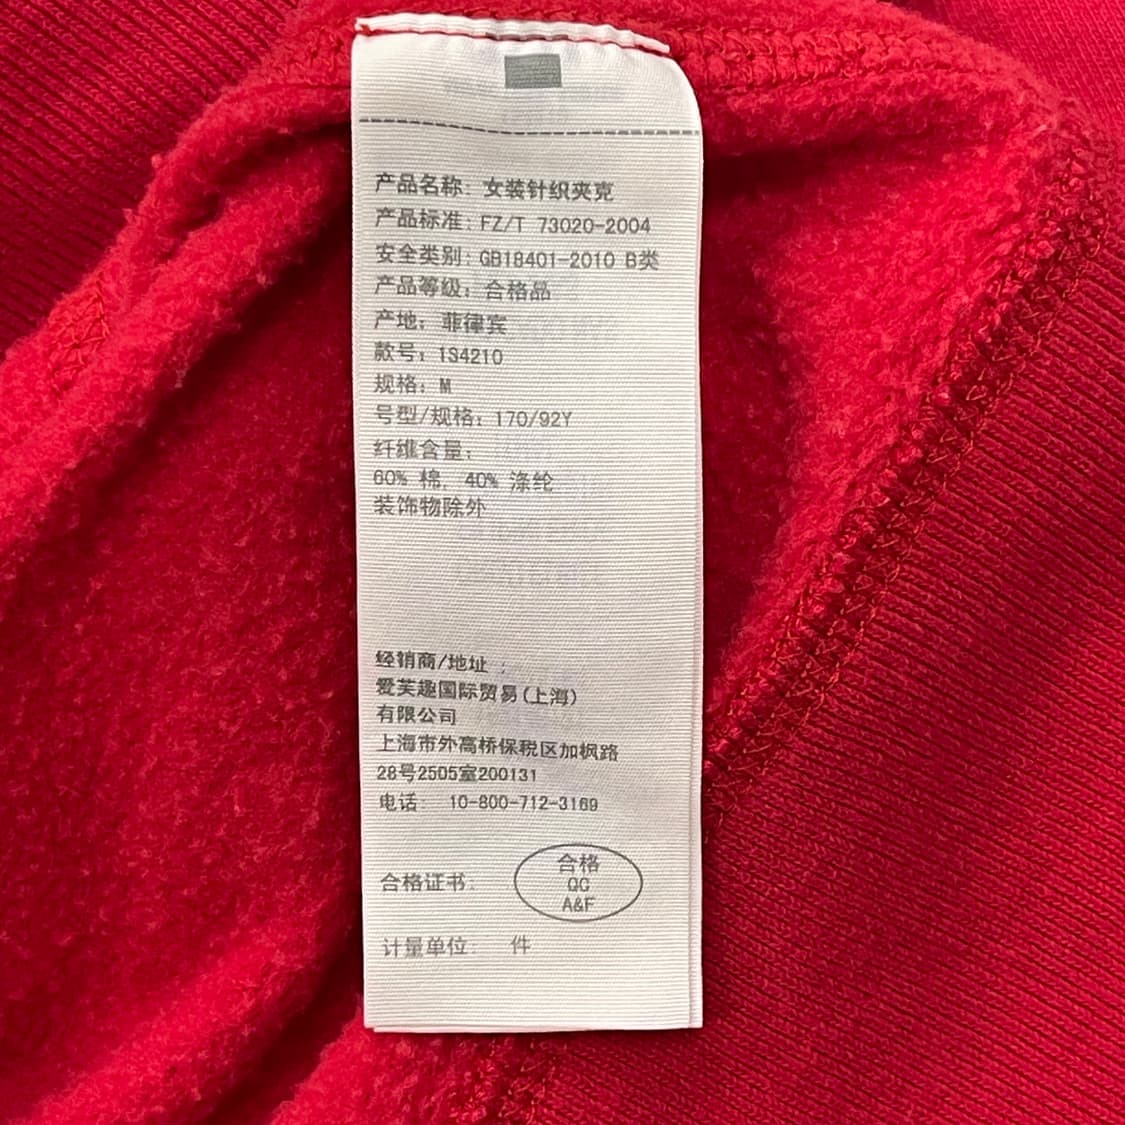 产品名称: 女装针织夹克
产品标准: FZ/T 73020-2004
安全类别: GB18401-2010 B类
产品等级: 合格品
产地: 菲律宾
款号: 1S4210
规格: M
号型/规格: 170/92Y
纤维含量:
60% 棉, 40% 涤纶
装饰物除外
经销商/地址 :
爱芙趣国际贸易(上海)
有限公司
上海市外高桥保税区加枫路
28号2505室200131
电话: 10-800-712-3169
合格证书:
合格
QC
A&F
计量单位: 件